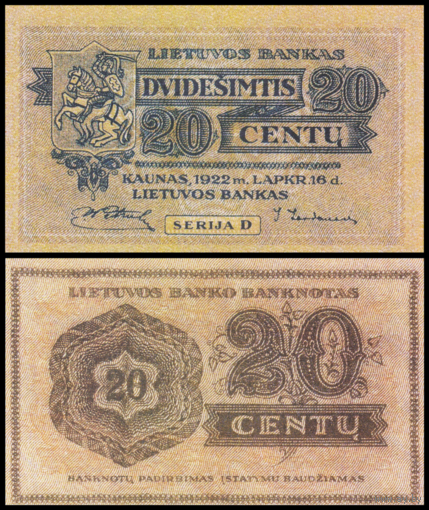 LIETUVOS BANKAS
DVIDEŠIMTIS 20
20 CENTŲ
KAUNAS, 1922 m. LAPKR. 16 d.
LIETUVOS BANKAS
SERIJA D
LIETUVOS BANKO BANKNOTAS
20 20
CENTŲ
BANKNOTŲ PADIRBIMAS ĮSTATYMU BAUDŽIAMAS